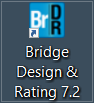 Br DR
Bridge
Design &
Rating 7.2